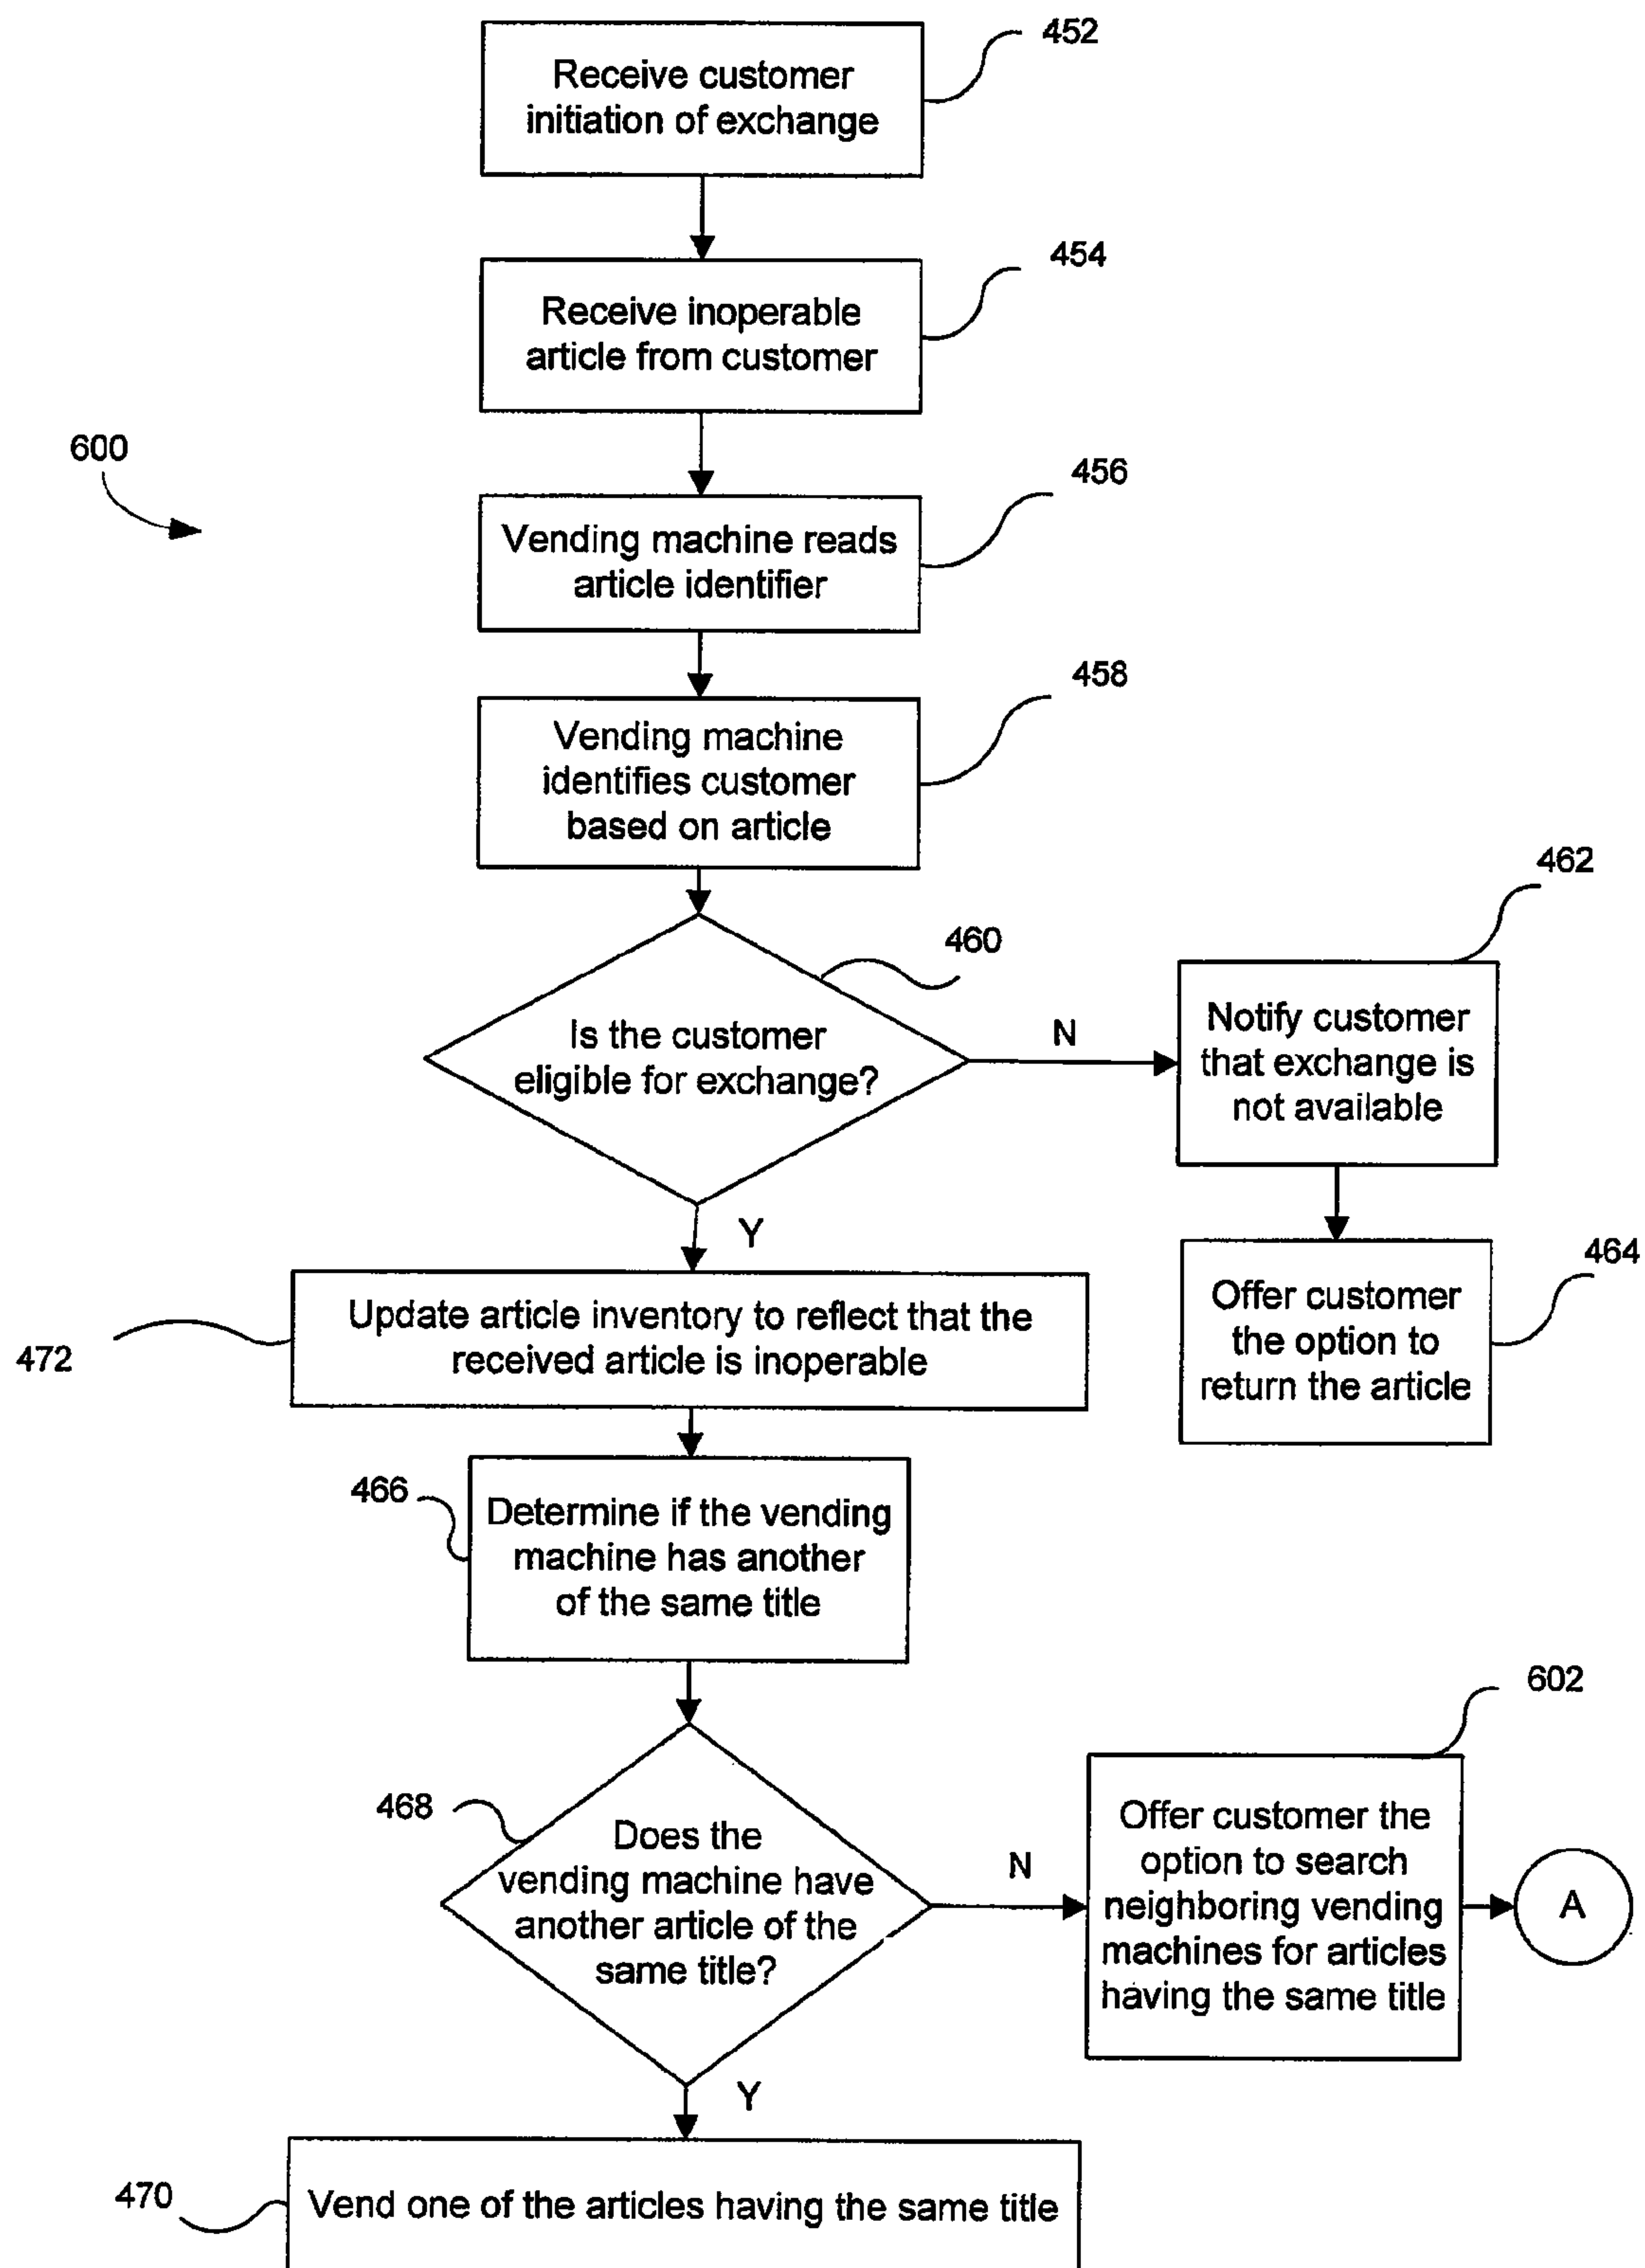 452
Receive customer
initiation of exchange
454
Receive inoperable
article from customer
600
456
Vending machine reads
article identifier
458
Vending machine
identifies customer
based on article
460
Is the customer
eligible for exchange?
N
462
Notify customer
that exchange is
not available
464
Offer customer
the option to
return the article
Y
472
Update article inventory to reflect that the
received article is inoperable
466
Determine if the vending
machine has another
of the same title
468
Does the
vending machine have
another article of the
same title?
N
602
Offer customer the
option to search
neighboring vending
machines for articles
having the same title
A
Y
470
Vend one of the articles having the same title